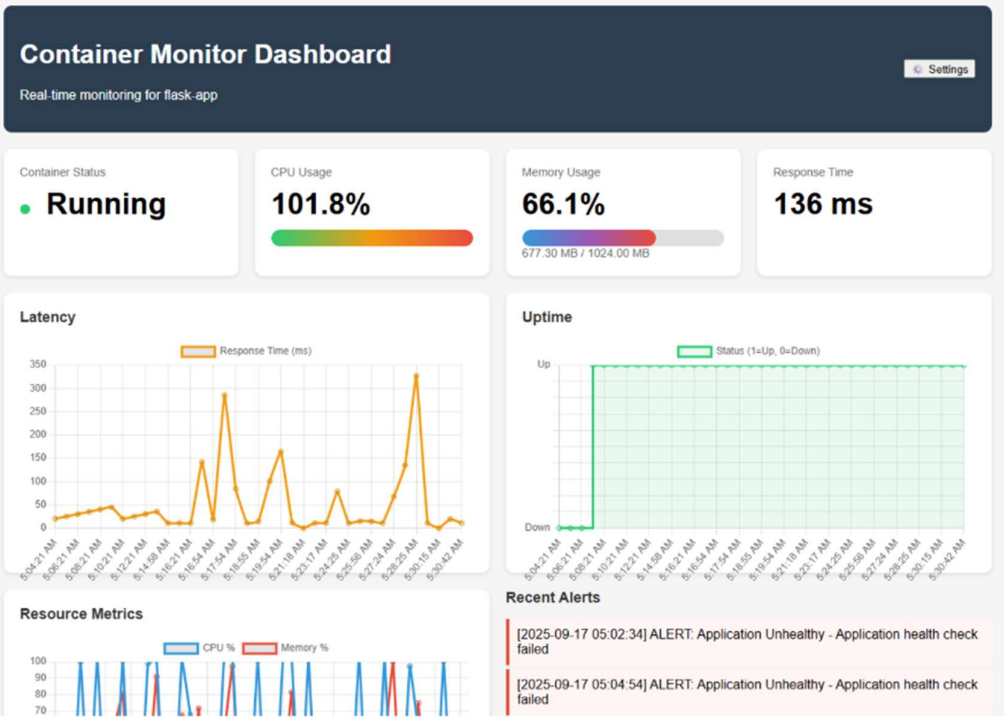 Container Monitor Dashboard
Real-time monitoring for flask-app
Settings
Container Status
Running
CPU Usage
101.8%
Memory Usage
66.1%
677.30 MB / 1024.00 MB
Response Time
136 ms
Latency
Response Time (ms)
350
300
250
200
150
100
50
0
5:04:21 AM
5:06:21 AM
5:08:21 AM
5:10:21 AM
5:12:21 AM
5:14:58 AM
5:16:21 AM
5:16:54 AM
5:17:54 AM
5:18:55 AM
5:19:54 AM
5:21:18 AM
5:23:17 AM
5:24:25 AM
5:25:56 AM
5:27:24 AM
5:28:25 AM
5:30:15 AM
5:30:42 AM
Uptime
Status (1=Up, 0=Down)
Up
Down
5:04:21 AM
5:06:21 AM
5:08:21 AM
5:10:21 AM
5:12:21 AM
5:14:58 AM
5:16:21 AM
5:16:54 AM
5:17:54 AM
5:18:55 AM
5:19:54 AM
5:21:18 AM
5:23:17 AM
5:24:25 AM
5:25:56 AM
5:27:24 AM
5:28:25 AM
5:30:15 AM
5:30:42 AM
Resource Metrics
CPU %
Memory %
100
90
80
70
Recent Alerts
[2025-09-17 05:02:34] ALERT: Application Unhealthy - Application health check
failed
[2025-09-17 05:04:54] ALERT: Application Unhealthy - Application health check
failed